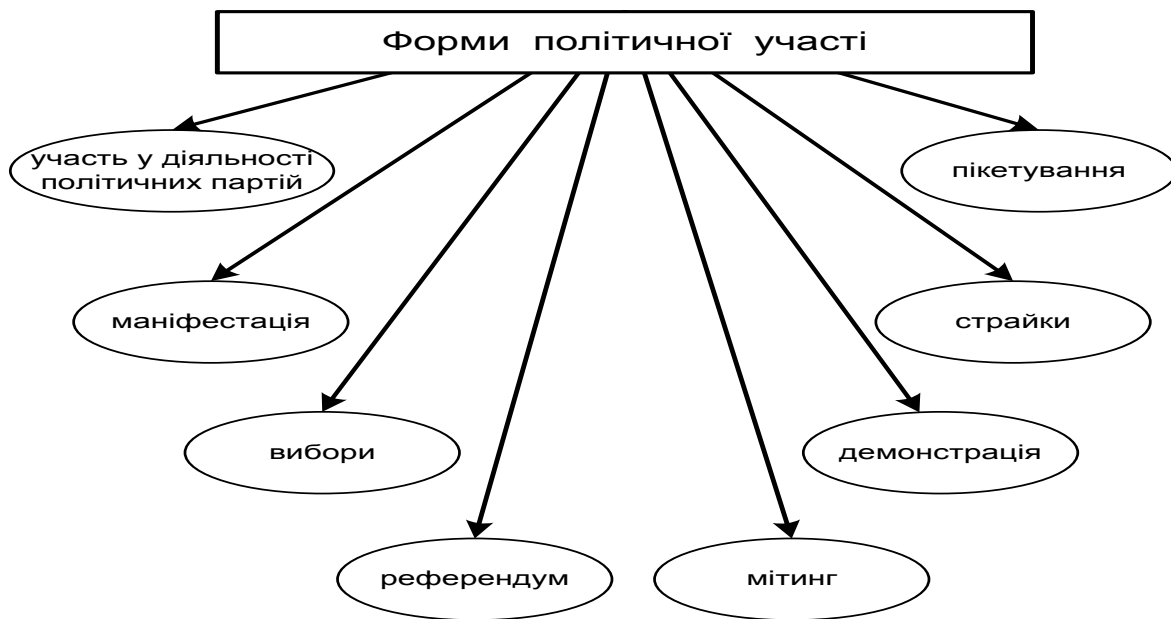 Форми політичної участі
участь у діяльності
політичних партій
пікетування
маніфестація
страйки
вибори
демонстрація
референдум
мітинг